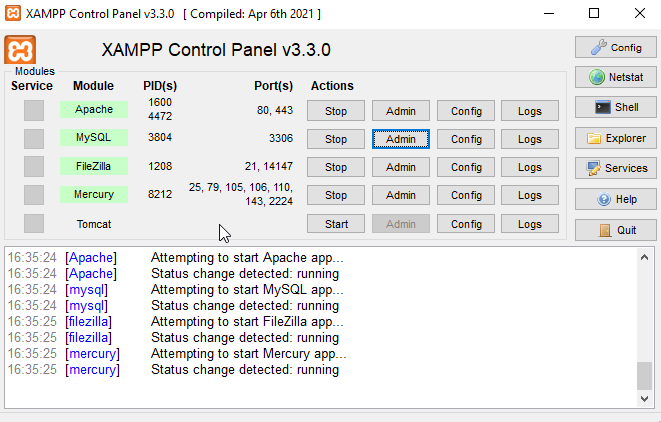 XAMPP Control Panel v3.3.0 [ Compiled: Apr 6th 2021 ]
XAMPP Control Panel v3.3.0
Config
Modules
Service Module PID(s) Port(s) Actions
Netstat
Apache 1600 4472 80, 443 Stop Admin Config Logs
Shell
MySQL 3804 3306 Stop Admin Config Logs
Explorer
FileZilla 1208 21, 14147 Stop Admin Config Logs
Services
Mercury 8212 25, 79, 105, 106, 110, 143, 2224 Stop Admin Config Logs
Help
Tomcat Start Admin Config Logs
Quit
16:35:24 [Apache] Attempting to start Apache app...
16:35:24 [Apache] Status change detected: running
16:35:24 [mysql] Attempting to start MySQL app...
16:35:24 [mysql] Status change detected: running
16:35:25 [filezilla] Attempting to start FileZilla app...
16:35:25 [filezilla] Status change detected: running
16:35:25 [mercury] Attempting to start Mercury app...
16:35:25 [mercury] Status change detected: running